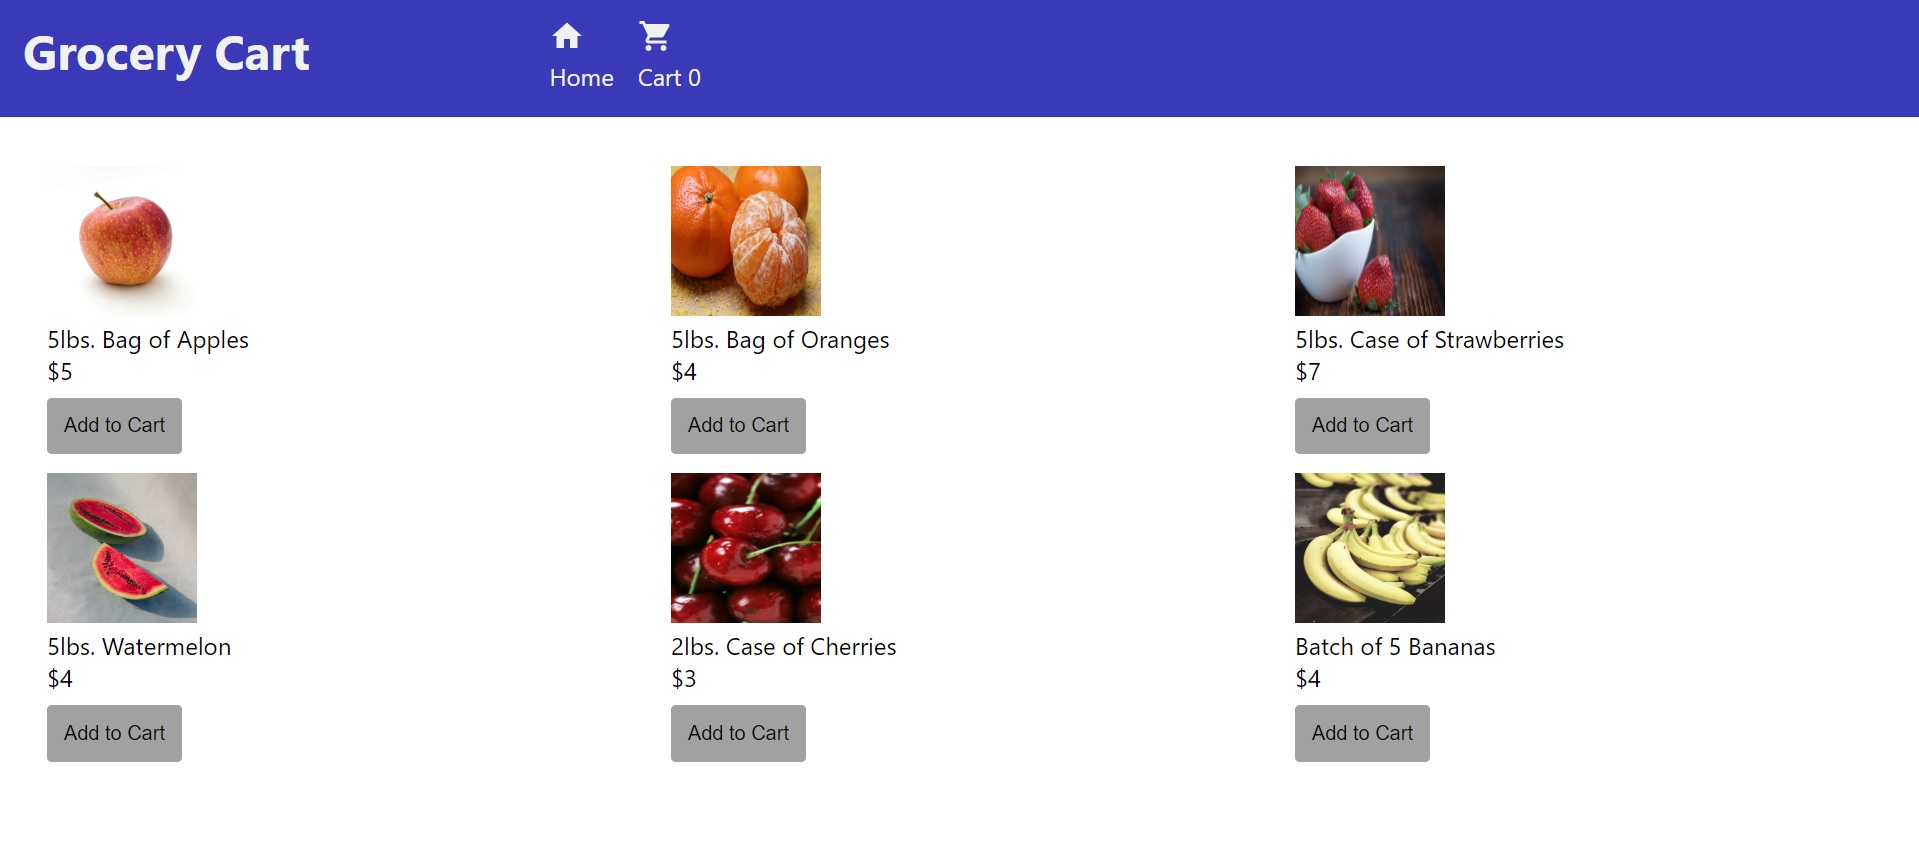 Grocery Cart
Home
Cart 0
5lbs. Bag of Apples
$5
Add to Cart
5lbs. Bag of Oranges
$4
Add to Cart
5lbs. Case of Strawberries
$7
Add to Cart
5lbs. Watermelon
$4
Add to Cart
2lbs. Case of Cherries
$3
Add to Cart
Batch of 5 Bananas
$4
Add to Cart